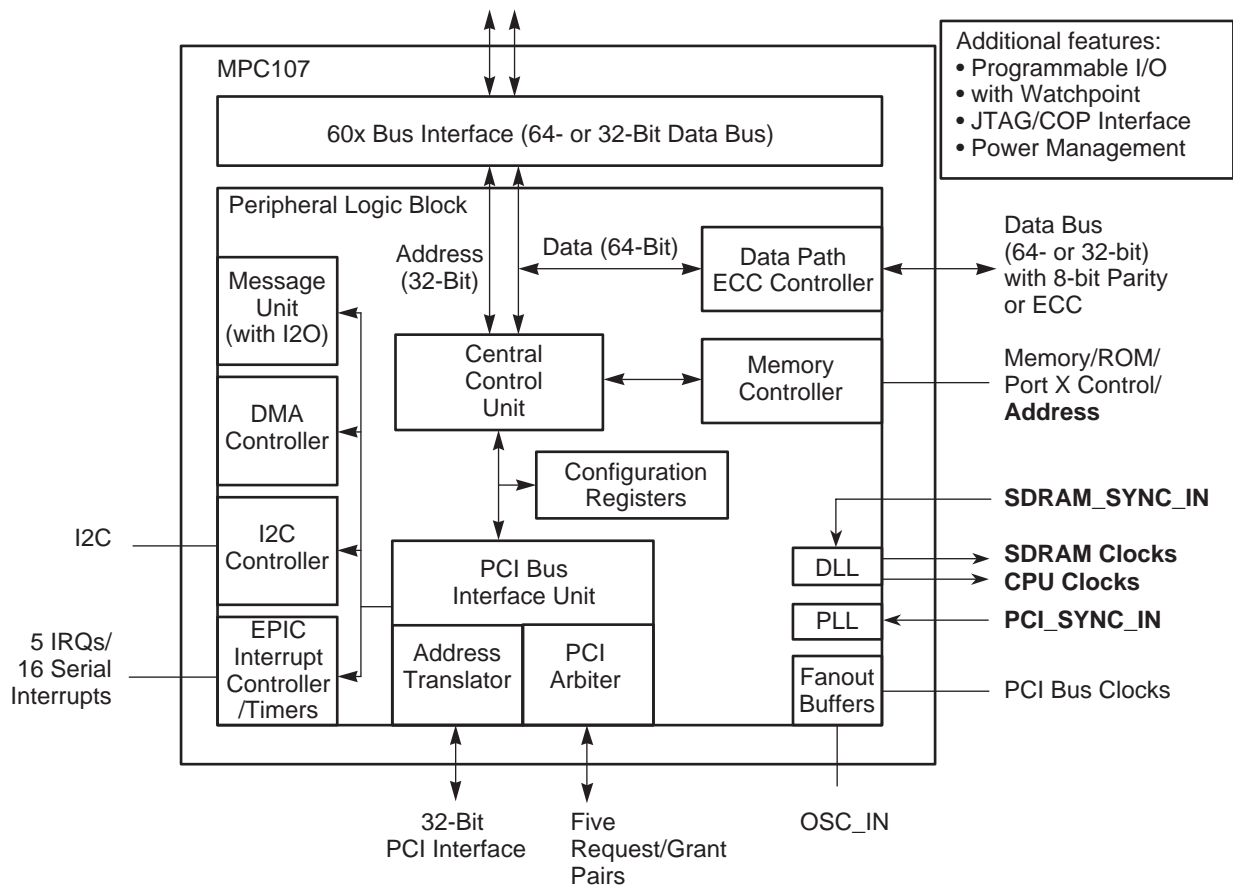 Additional features:
• Programmable I/O
• with Watchpoint
• JTAG/COP Interface
• Power Management
MPC107
60x Bus Interface (64- or 32-Bit Data Bus)
Peripheral Logic Block
Address
(32-Bit)
Data (64-Bit)
Data Path
ECC Controller
Data Bus
(64- or 32-bit)
with 8-bit Parity
or ECC
Message
Unit
(with I2O)
Central
Control
Unit
Memory
Controller
Memory/ROM/
Port X Control/
Address
DMA
Controller
Configuration
Registers
I2C
I2C
Controller
SDRAM_SYNC_IN
PCI Bus
Interface Unit
DLL
SDRAM Clocks
CPU Clocks
PLL
PCI_SYNC_IN
5 IRQs/
16 Serial
Interrupts
EPIC
Interrupt
Controller
/Timers
Address
Translator
PCI
Arbiter
Fanout
Buffers
PCI Bus Clocks
32-Bit
PCI Interface
Five
Request/Grant
Pairs
OSC_IN